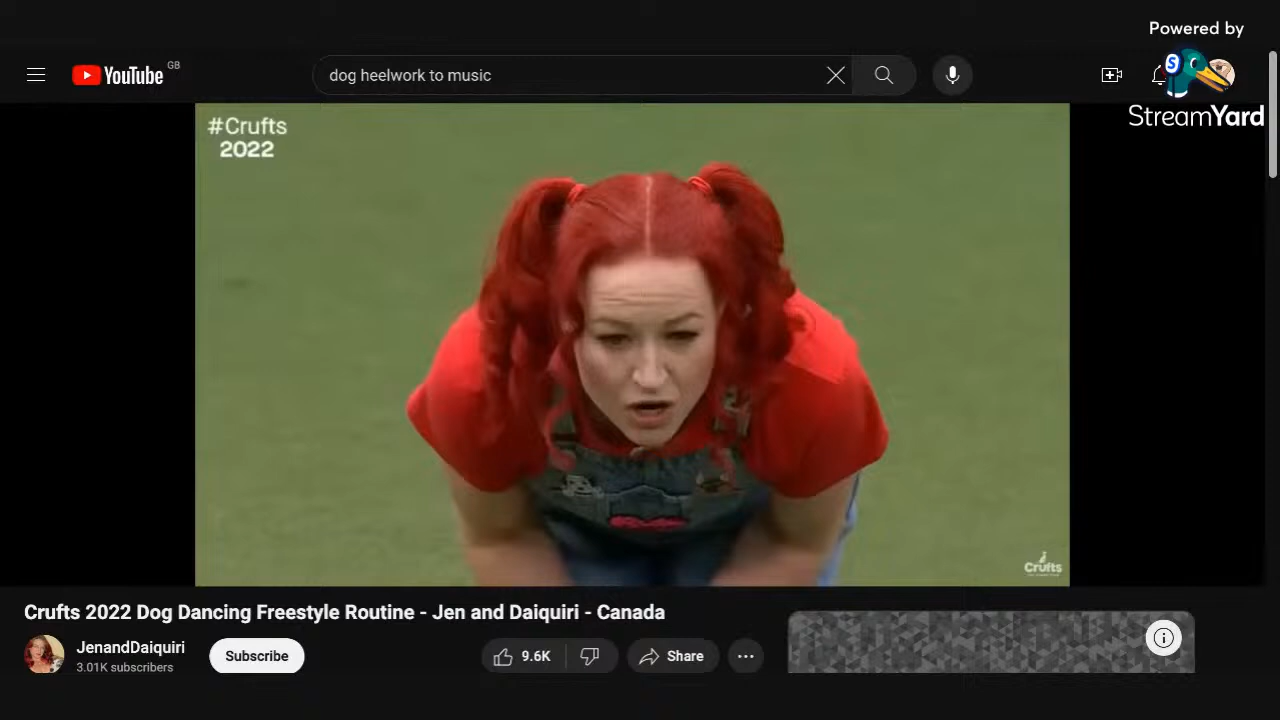 Powered by
YouTube GB
dog heelwork to music
StreamYard
#Crufts
2022
Crufts
Crufts 2022 Dog Dancing Freestyle Routine - Jen and Daiquiri - Canada
JenandDaiquiri
3.01K subscribers
Subscribe
9.6K
Share